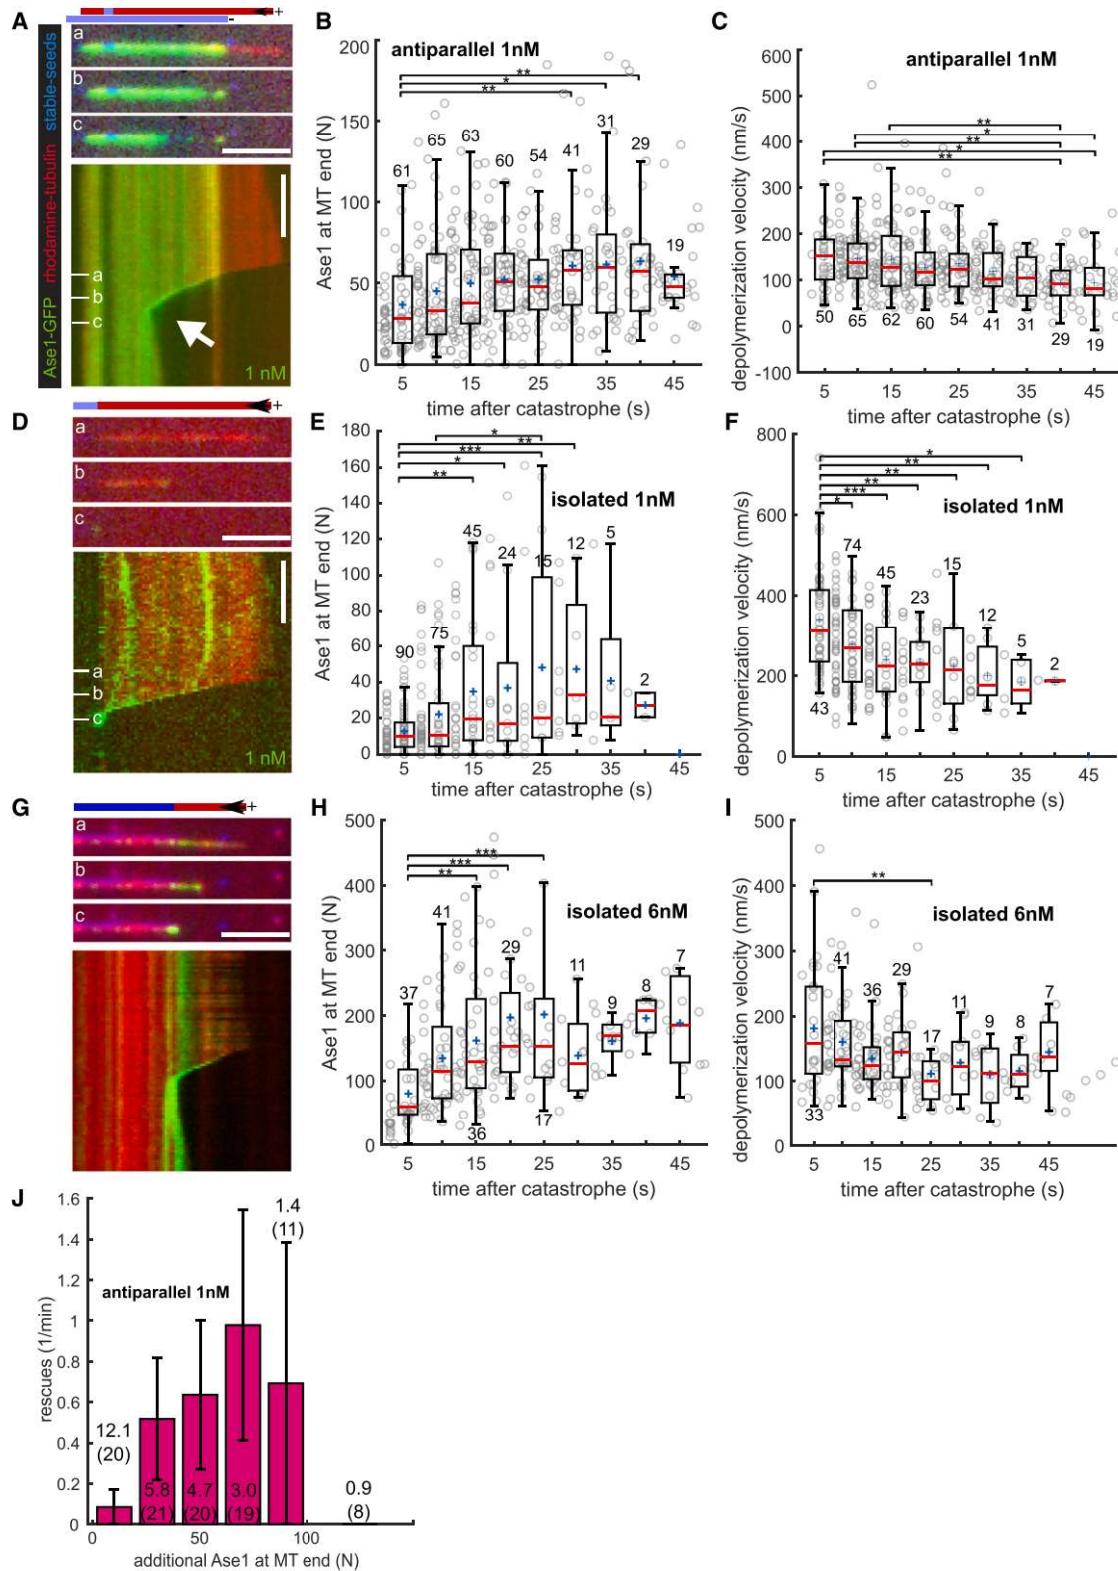 A
+
-
Ase1-GFP rhodamine-tubulin stable-seeds
a
b
c
a
b
c
1 nM
B
antiparallel 1nM
Ase1 at MT end (N)
200
150
100
50
0
**
*
**
61
65
63
60
54
41
31
29
19
5 15 25 35 45
time after catastrophe (s)
C
antiparallel 1nM
depolymerization velocity (nm/s)
600
500
400
300
200
100
0
-100
**
*
**
*
**
50
65
62
60
54
41
31
29
19
5 15 25 35 45
time after catastrophe (s)
D
+
a
b
c
a
b
c
1 nM
E
isolated 1nM
Ase1 at MT end (N)
180
160
140
120
100
80
60
40
20
0
*
**
***
*
**
90
75
45
24
15
12
5
2
5 15 25 35 45
time after catastrophe (s)
F
isolated 1nM
depolymerization velocity (nm/s)
800
600
400
200
0
*
**
**
**
***
*
43
74
45
23
15
12
5
2
5 15 25 35 45
time after catastrophe (s)
G
+
a
b
c
H
isolated 6nM
Ase1 at MT end (N)
500
400
300
200
100
0
***
***
**
37
41
36
29
17
11
9
8
7
5 15 25 35 45
time after catastrophe (s)
I
isolated 6nM
depolymerization velocity (nm/s)
500
400
300
200
100
0
**
33
41
36
29
17
11
9
8
7
5 15 25 35 45
time after catastrophe (s)
J
antiparallel 1nM
rescues (1/min)
1.6
1.4
1.2
1
0.8
0.6
0.4
0.2
0
12.1
(20)
5.8
(21)
4.7
(20)
3.0
(19)
1.4
(11)
0.9
(8)
0 50 100
additional Ase1 at MT end (N)